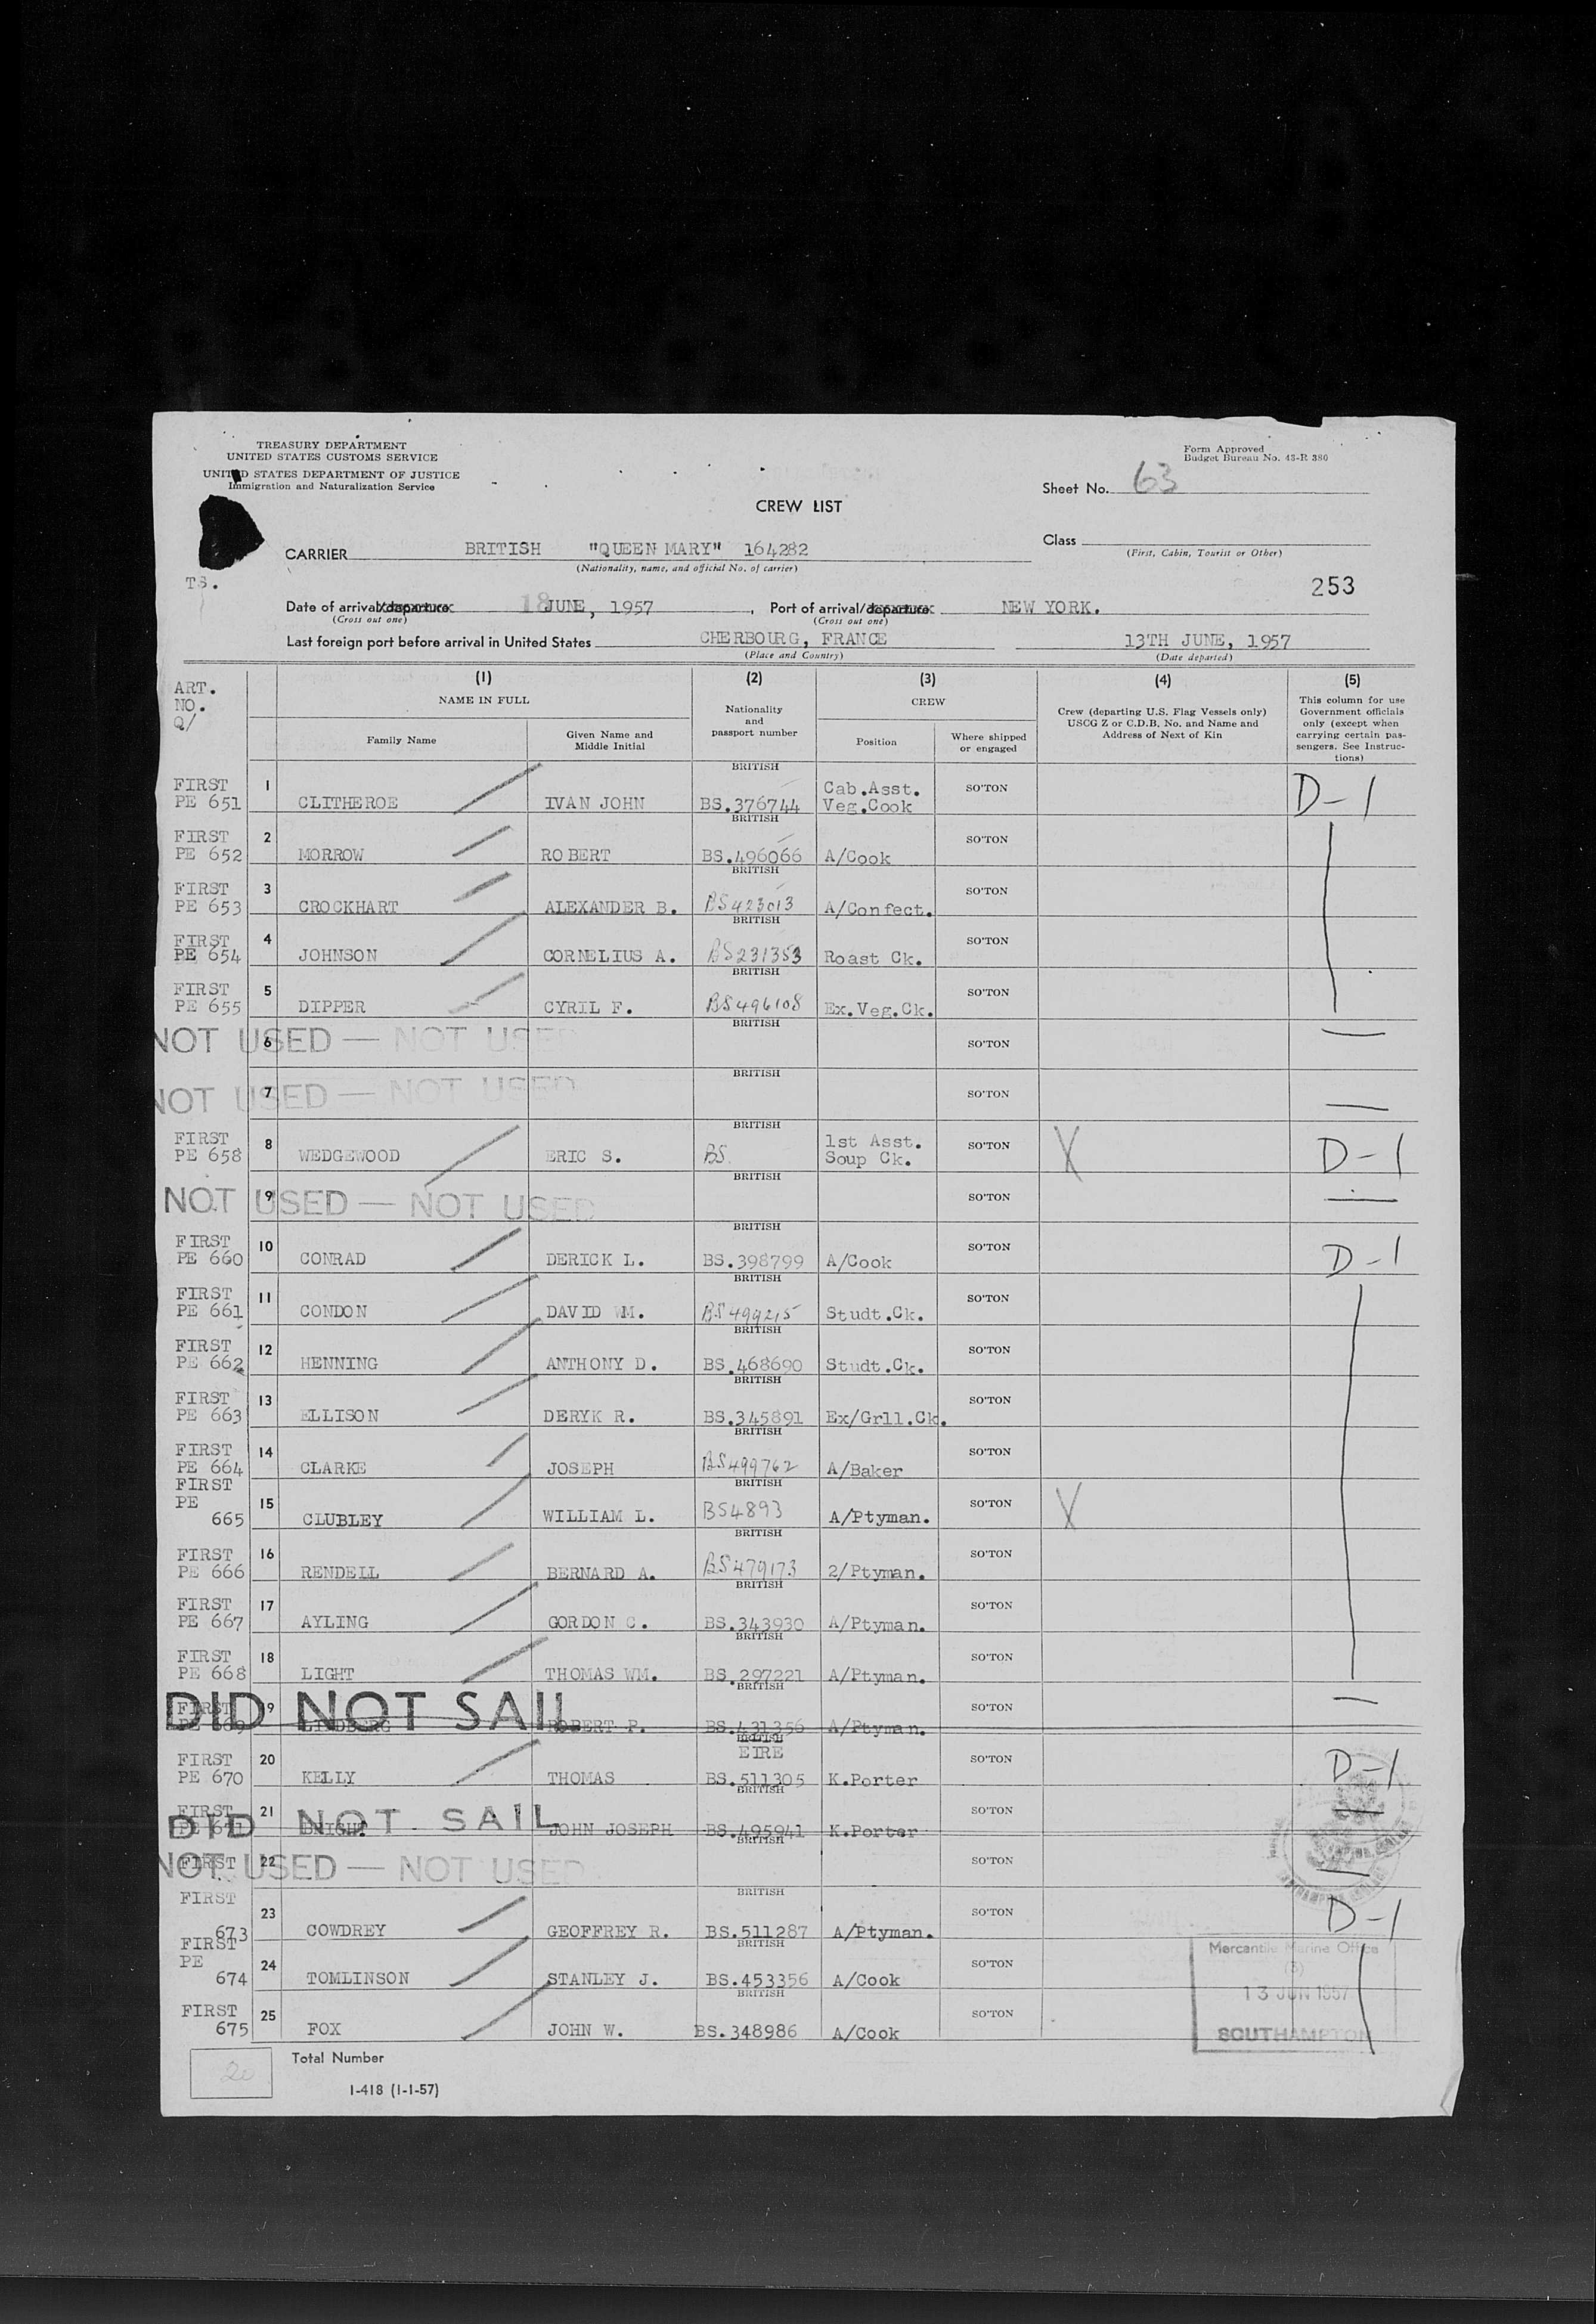 TREASURY DEPARTMENT
UNITED STATES CUSTOMS SERVICE
UNITED STATES DEPARTMENT OF JUSTICE
Immigration and Naturalization Service
Form Approved
Budget Bureau No. 43-R 380
Sheet No. 63
CREW LIST
CARRIER BRITISH "QUEEN MARY" 164282
(Nationality, name, and official No. of carrier)
Class
(First, Cabin, Tourist or Other)
TS.
253
Date of arrival/departure 18 JUNE, 1957, Port of arrival/departure NEW YORK.
(Cross out one) (Cross out one)
Last foreign port before arrival in United States CHERBOURG, FRANCE 13TH JUNE, 1957
(Place and Country) (Date departed)
ART. NO. Q/
(1) NAME IN FULL
Family Name
Given Name and Middle Initial
(2) Nationality and passport number
(3) CREW
Position
Where shipped or engaged
(4) Crew (departing U.S. Flag Vessels only) USCG Z or C.D.B. No. and Name and Address of Next of Kin
(5) This column for use Government officials only (except when carrying certain passengers. See Instructions)
FIRST PE 651 1 CLITHEROE IVAN JOHN BRITISH BS.376744 Cab.Asst. Veg.Cook SO'TON D-1
FIRST PE 652 2 MORROW ROBERT BRITISH BS.496066 A/Cook SO'TON
FIRST PE 653 3 CROCKHART ALEXANDER B. BRITISH BS423013 A/Confect. SO'TON
FIRST PE 654 4 JOHNSON CORNELIUS A. BRITISH BS231353 Roast Ck. SO'TON
FIRST PE 655 5 DIPPER CYRIL F. BRITISH BS496108 Ex.Veg.Ck. SO'TON
NOT USED — NOT USED 6 BRITISH SO'TON —
NOT USED — NOT USED 7 BRITISH SO'TON —
FIRST PE 658 8 WEDGEWOOD ERIC S. BRITISH BS. 1st Asst. Soup Ck. SO'TON X D-1
NOT USED — NOT USED 9 BRITISH SO'TON —
FIRST PE 660 10 CONRAD DERICK L. BRITISH BS.398799 A/Cook SO'TON D-1
FIRST PE 661 11 CONDON DAVID WM. BRITISH BS499215 Studt.Ck. SO'TON
FIRST PE 662 12 HENNING ANTHONY D. BRITISH BS.468690 Studt.Ck. SO'TON
FIRST PE 663 13 ELLISON DERYK R. BRITISH BS.345891 Ex/Grll.Ck. SO'TON
FIRST PE 664 14 CLARKE JOSEPH BRITISH BS499762 A/Baker SO'TON
FIRST PE 665 15 CLUBLEY WILLIAM L. BRITISH BS4893 A/Ptyman. SO'TON X
FIRST PE 666 16 RENDELL BERNARD A. BRITISH BS479173 2/Ptyman. SO'TON
FIRST PE 667 17 AYLING GORDON C. BRITISH BS.343930 A/Ptyman. SO'TON
FIRST PE 668 18 LIGHT THOMAS WM. BRITISH BS.297221 A/Ptyman. SO'TON
DID NOT SAIL FIRST 19 ROBERT P. BRITISH BS.431356 A/Ptyman. SO'TON —
FIRST PE 670 20 KELLY THOMAS BRITISH EIRE BS.511305 K.Porter SO'TON D-1
DID NOT SAIL FIRST PE 671 21 JOHN JOSEPH BRITISH BS.495941 K.Porter SO'TON —
NOT USED — NOT USED FIRST 22 BRITISH SO'TON —
FIRST 673 23 COWDREY GEOFFREY R. BRITISH BS.511287 A/Ptyman. SO'TON D-1
FIRST PE 674 24 TOMLINSON STANLEY J. BRITISH BS.453356 A/Cook SO'TON
FIRST 675 25 FOX JOHN W. BRITISH BS.348986 A/Cook SO'TON
Mercantile Marine Office
(3)
13 JUN 1957
SOUTHAMPTON
20 Total Number
I-418 (1-1-57)